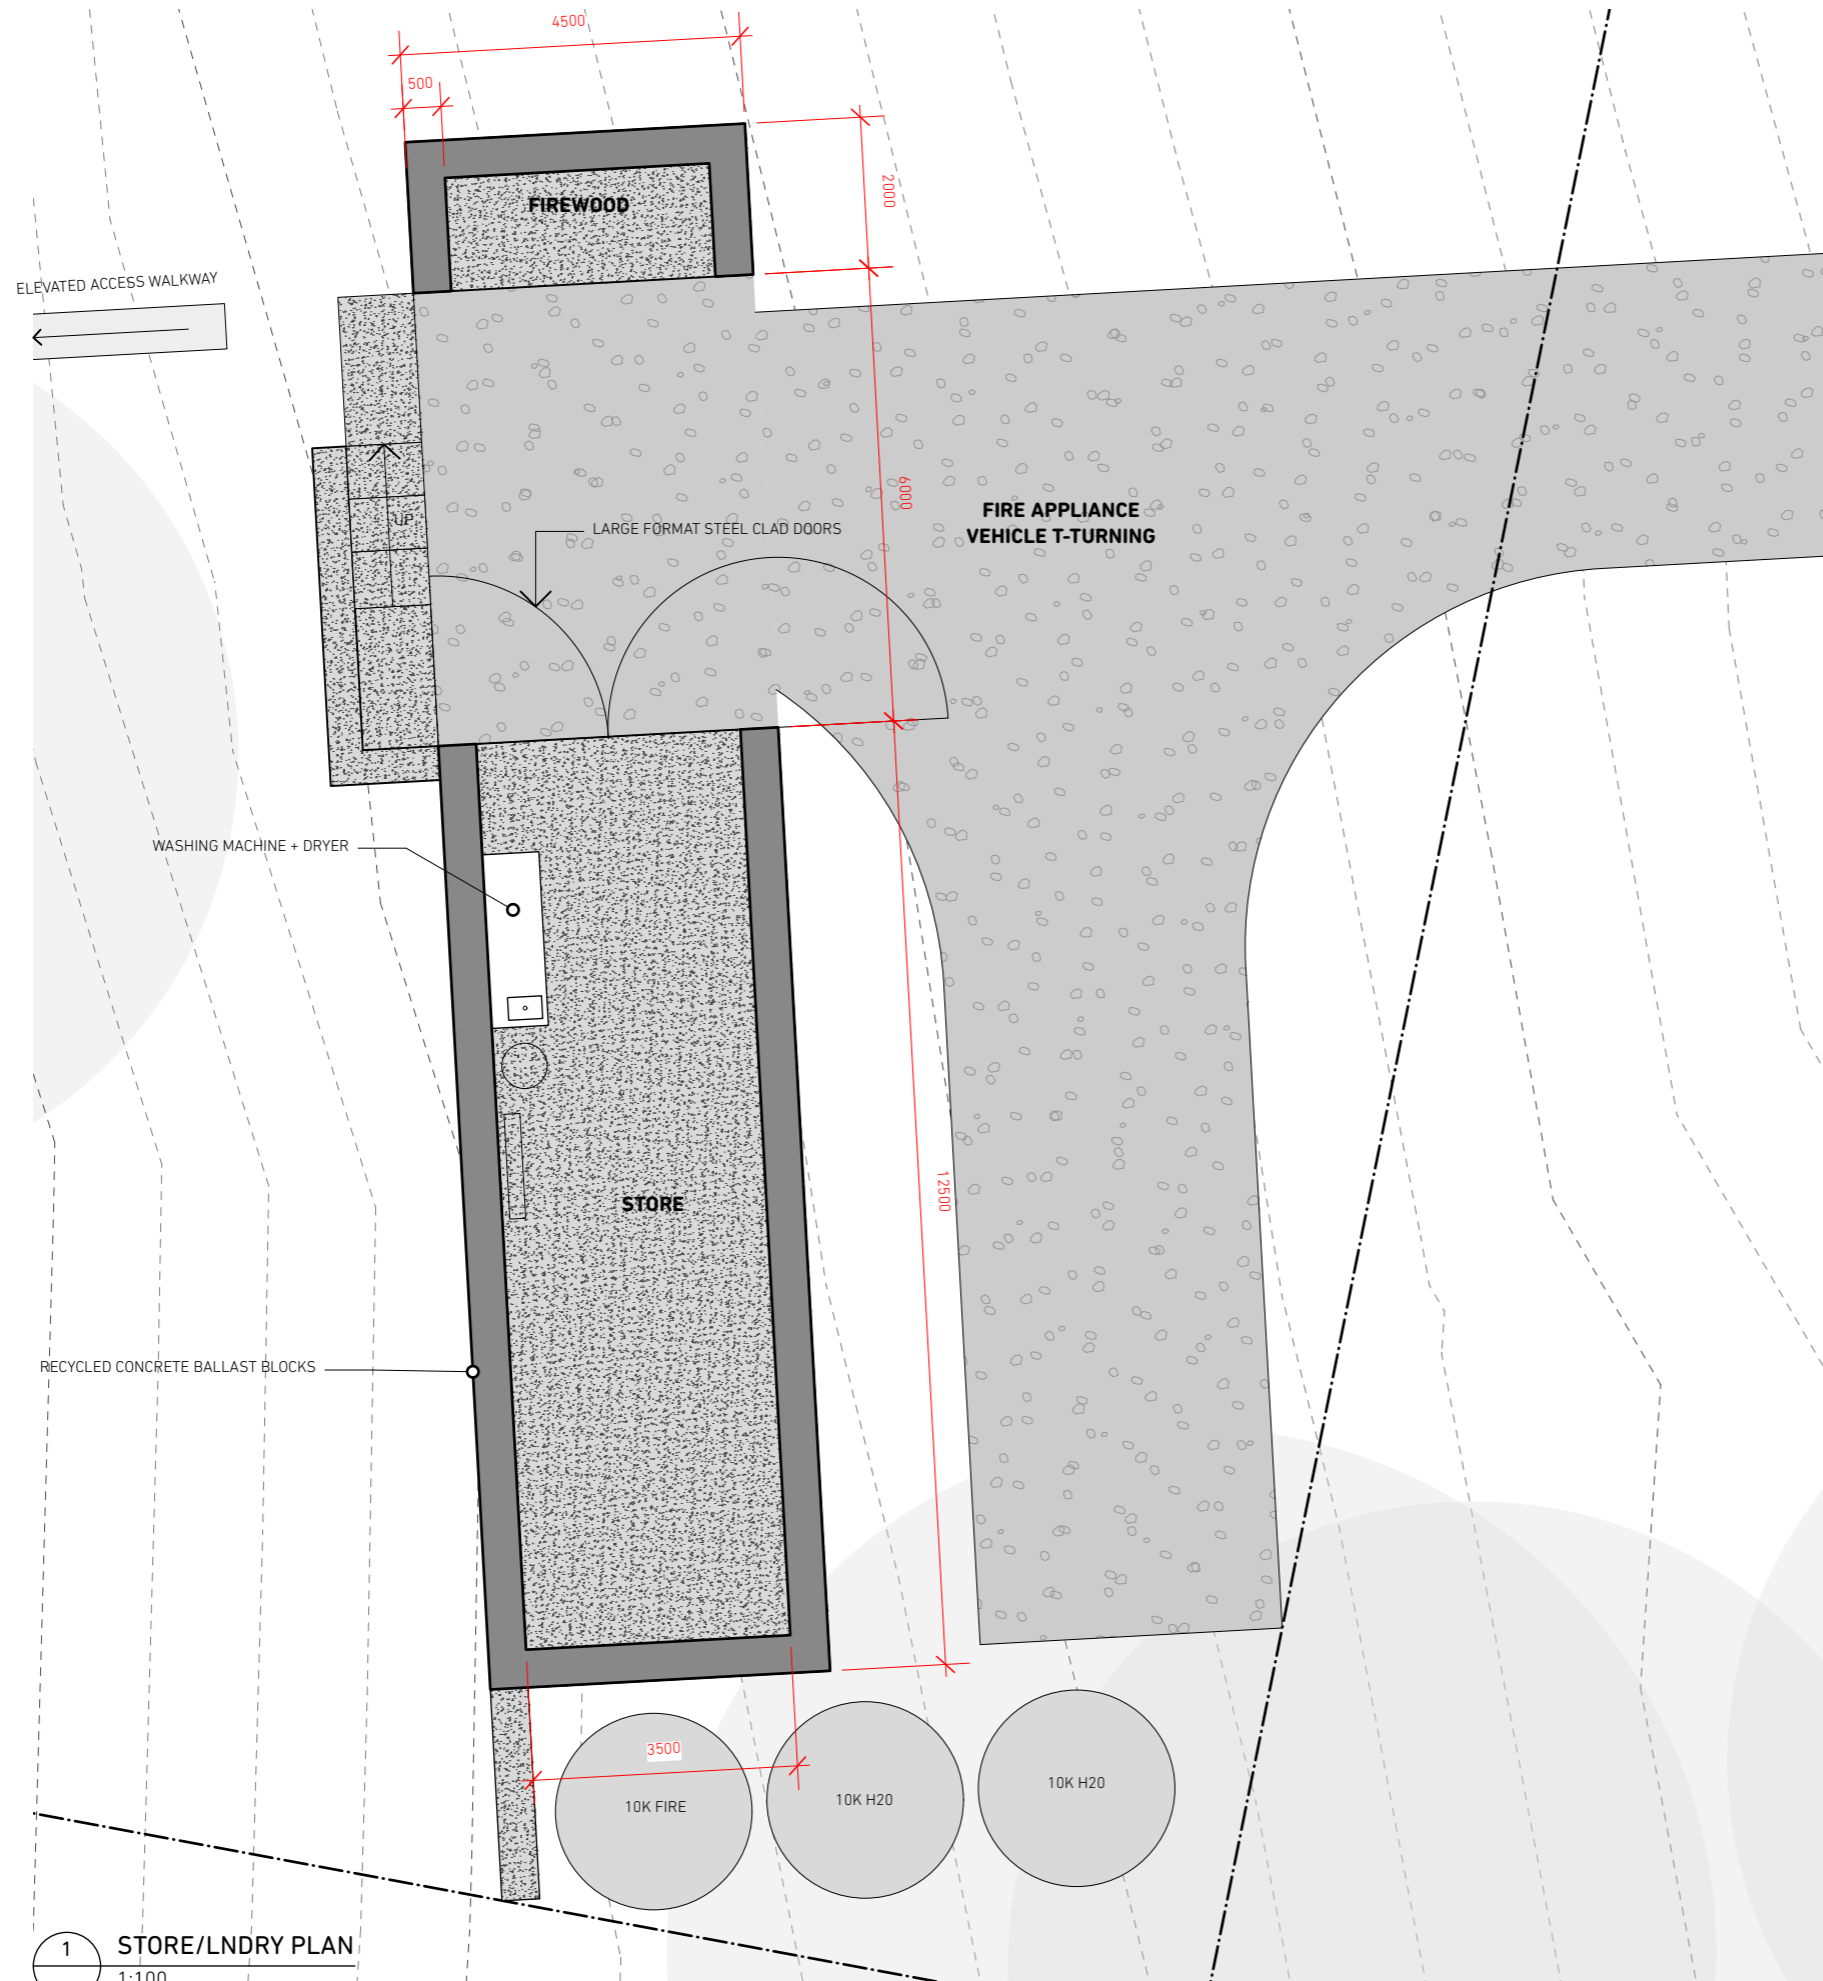 4500
500
FIREWOOD
2000
ELEVATED ACCESS WALKWAY
6000
FIRE APPLIANCE
VEHICLE T-TURNING
UP
LARGE FORMAT STEEL CLAD DOORS
WASHING MACHINE + DRYER
12500
STORE
RECYCLED CONCRETE BALLAST BLOCKS
3500
10K FIRE
10K H20
10K H20
1
STORE/LNDRY PLAN
1:100